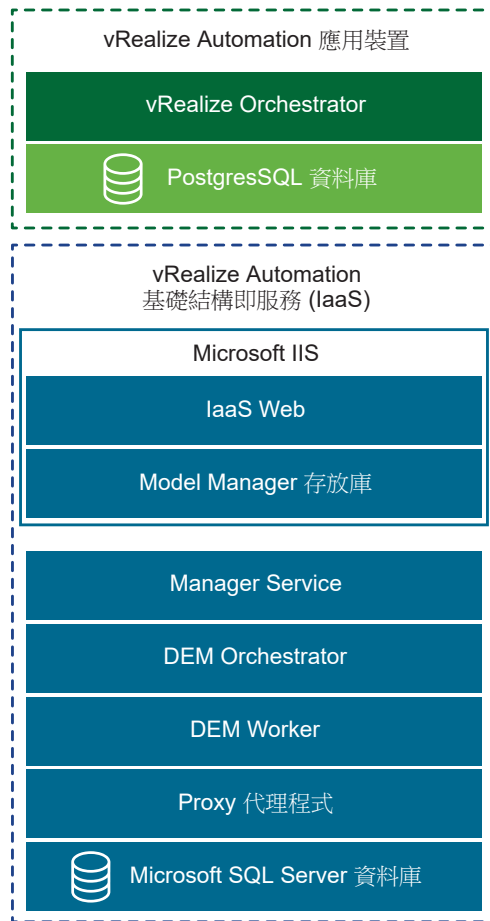 vRealize Automation 應用裝置
vRealize Orchestrator
PostgresSQL 資料庫
vRealize Automation
基礎結構即服務 (IaaS)
Microsoft IIS
IaaS Web
Model Manager 存放庫
Manager Service
DEM Orchestrator
DEM Worker
Proxy 代理程式
Microsoft SQL Server 資料庫